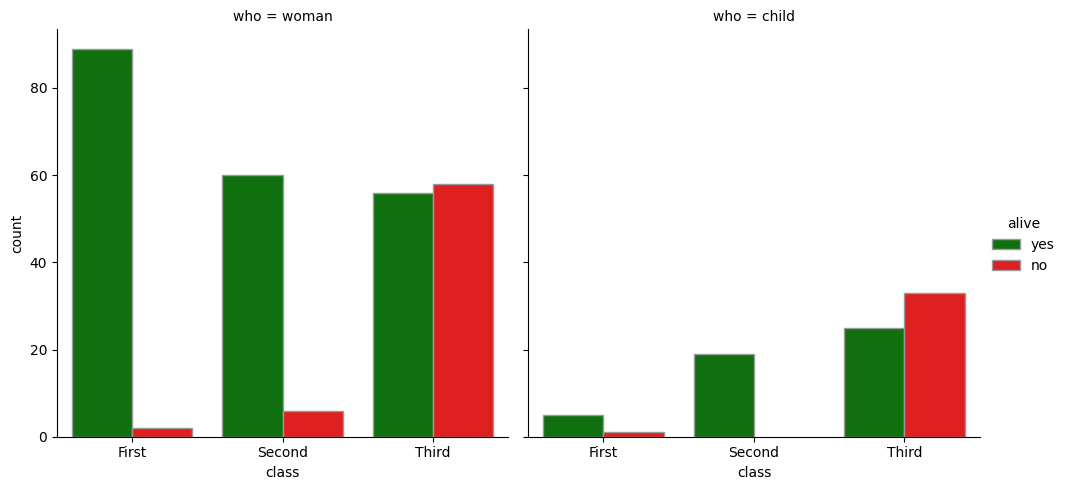 who = woman
who = child
count
80
60
40
20
0
First Second Third
class
First Second Third
class
alive
yes
no